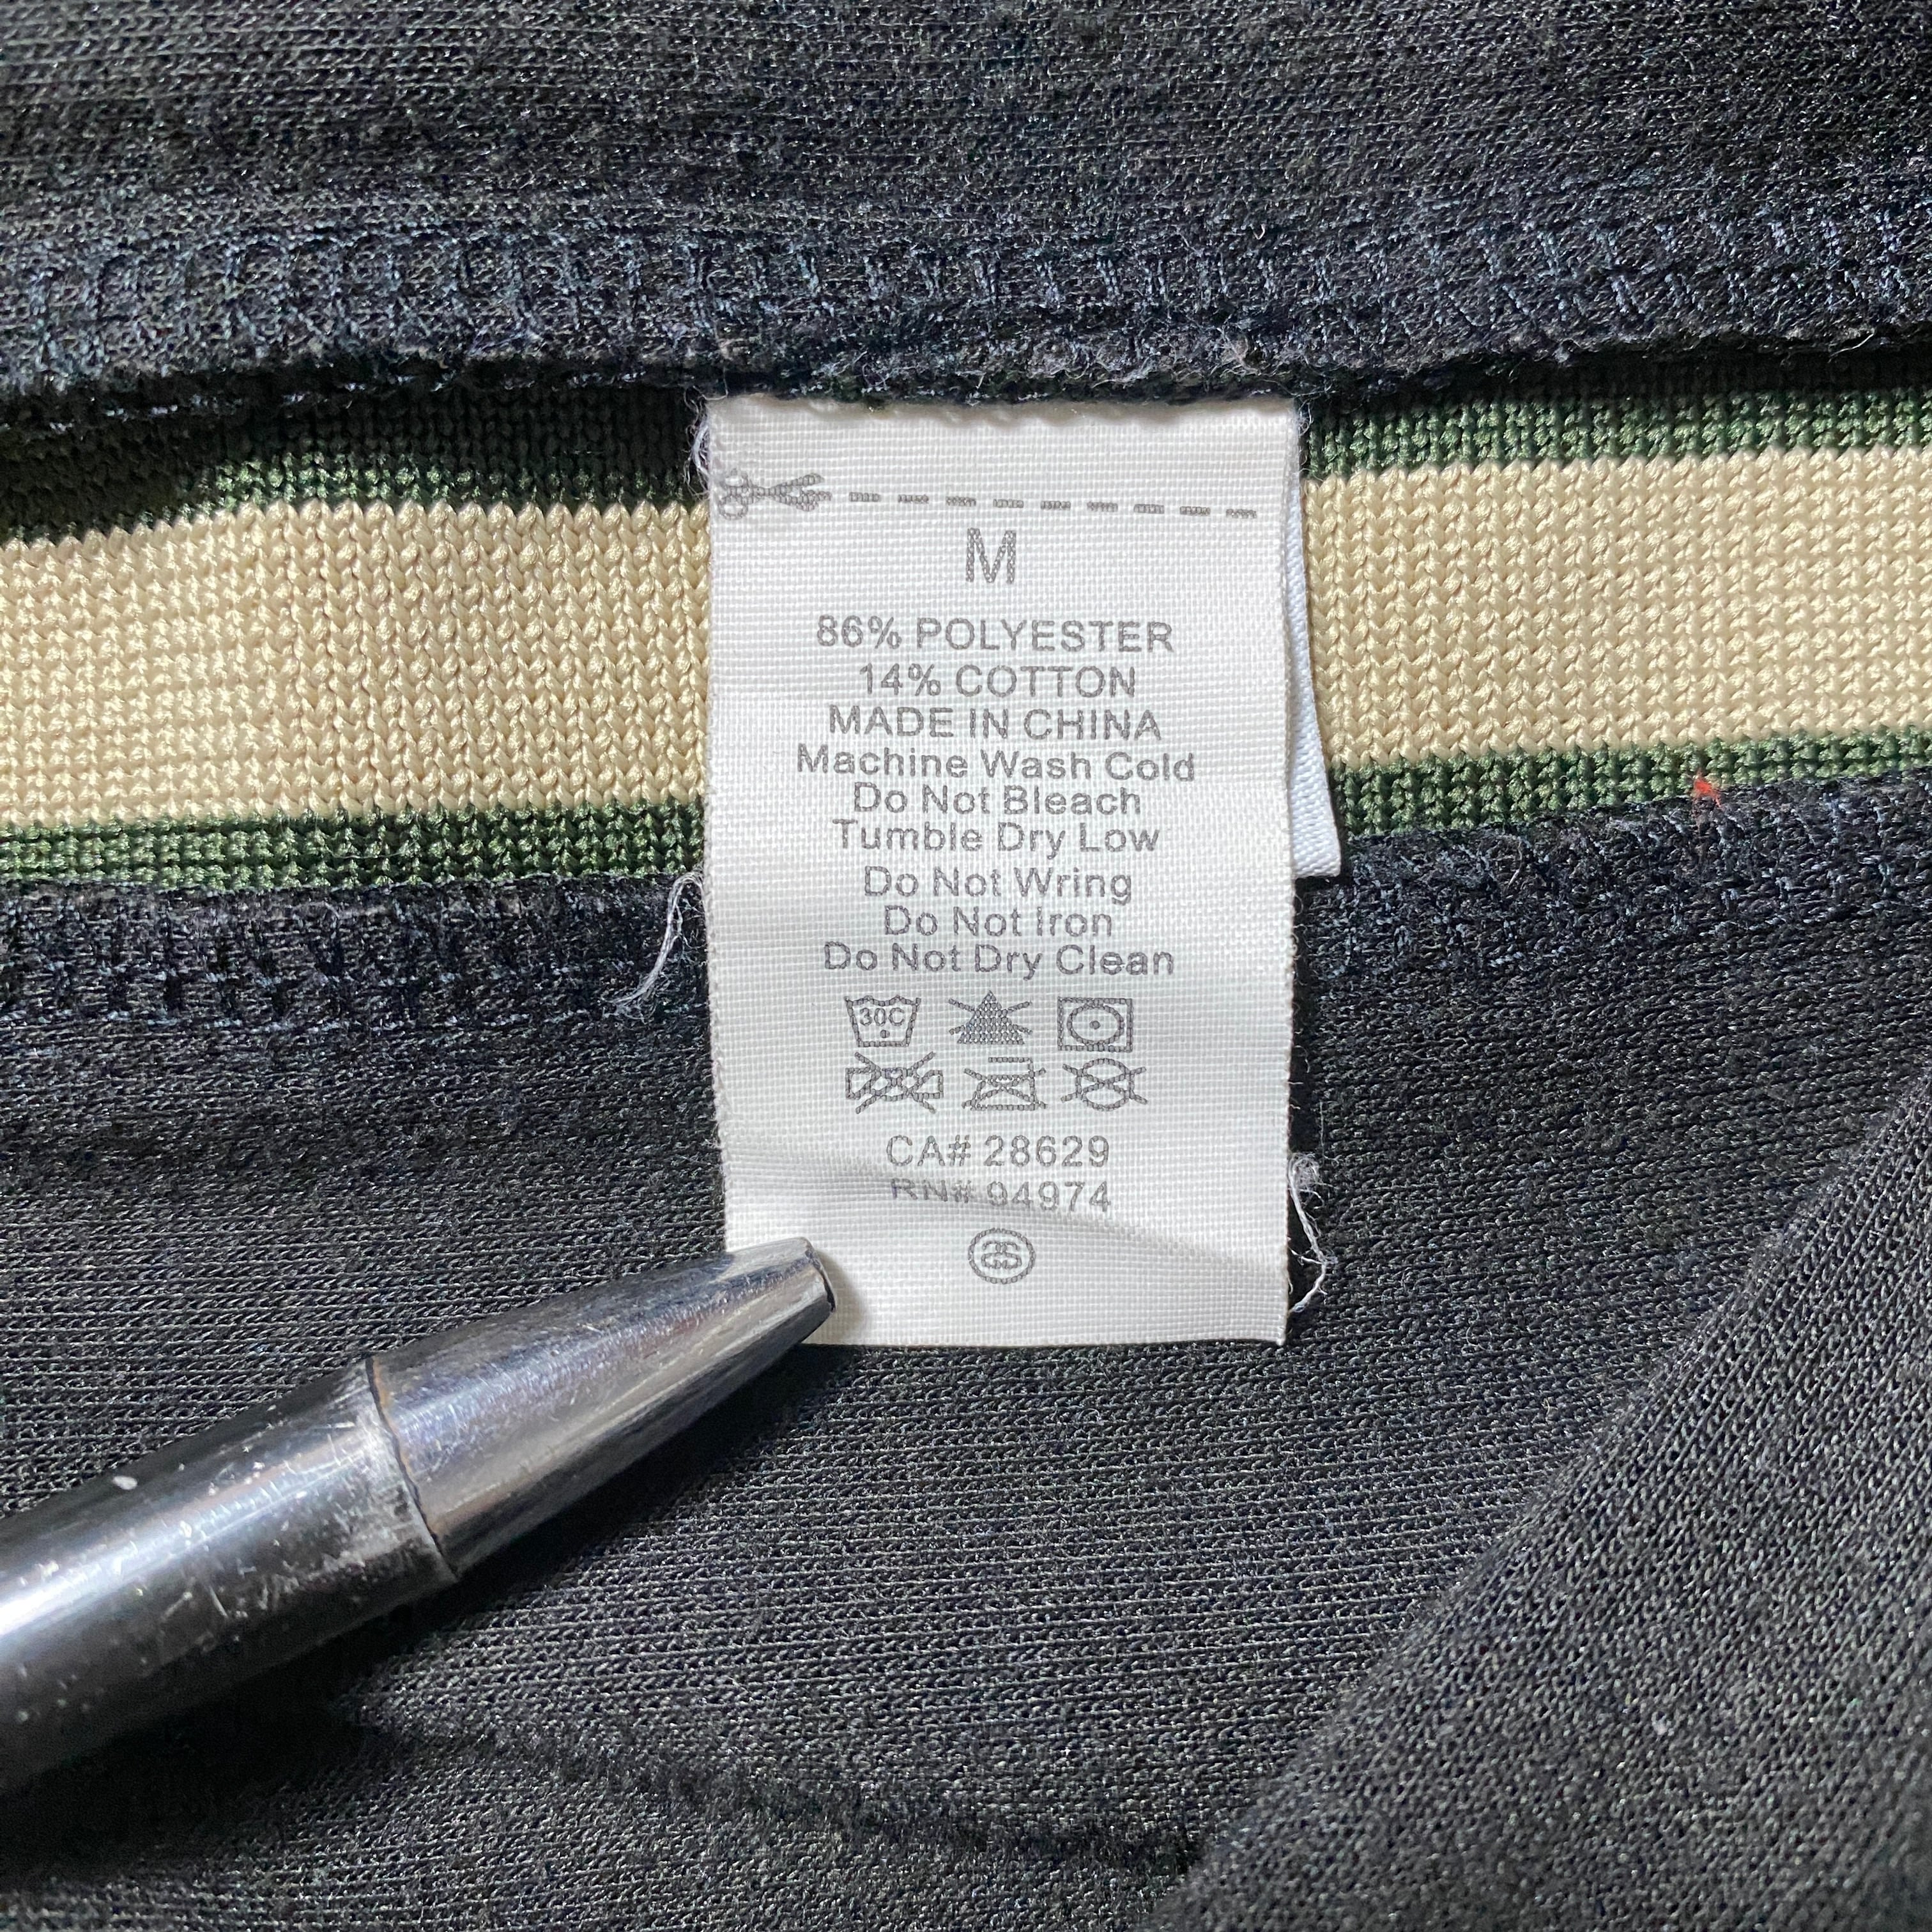 M
86% POLYESTER
14% COTTON
MADE IN CHINA
Machine Wash Cold
Do Not Bleach
Tumble Dry Low
Do Not Wring
Do Not Iron
Do Not Dry Clean
30C
CA# 28629
RN# 94974